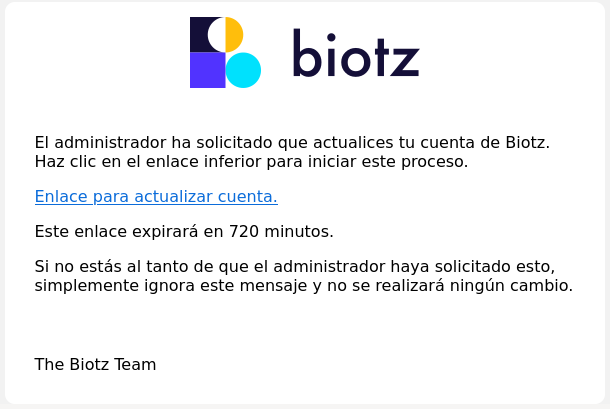 biotz
El administrador ha solicitado que actualices tu cuenta de Biotz.
Haz clic en el enlace inferior para iniciar este proceso.
Enlace para actualizar cuenta.
Este enlace expirará en 720 minutos.
Si no estás al tanto de que el administrador haya solicitado esto,
simplemente ignora este mensaje y no se realizará ningún cambio.
The Biotz Team